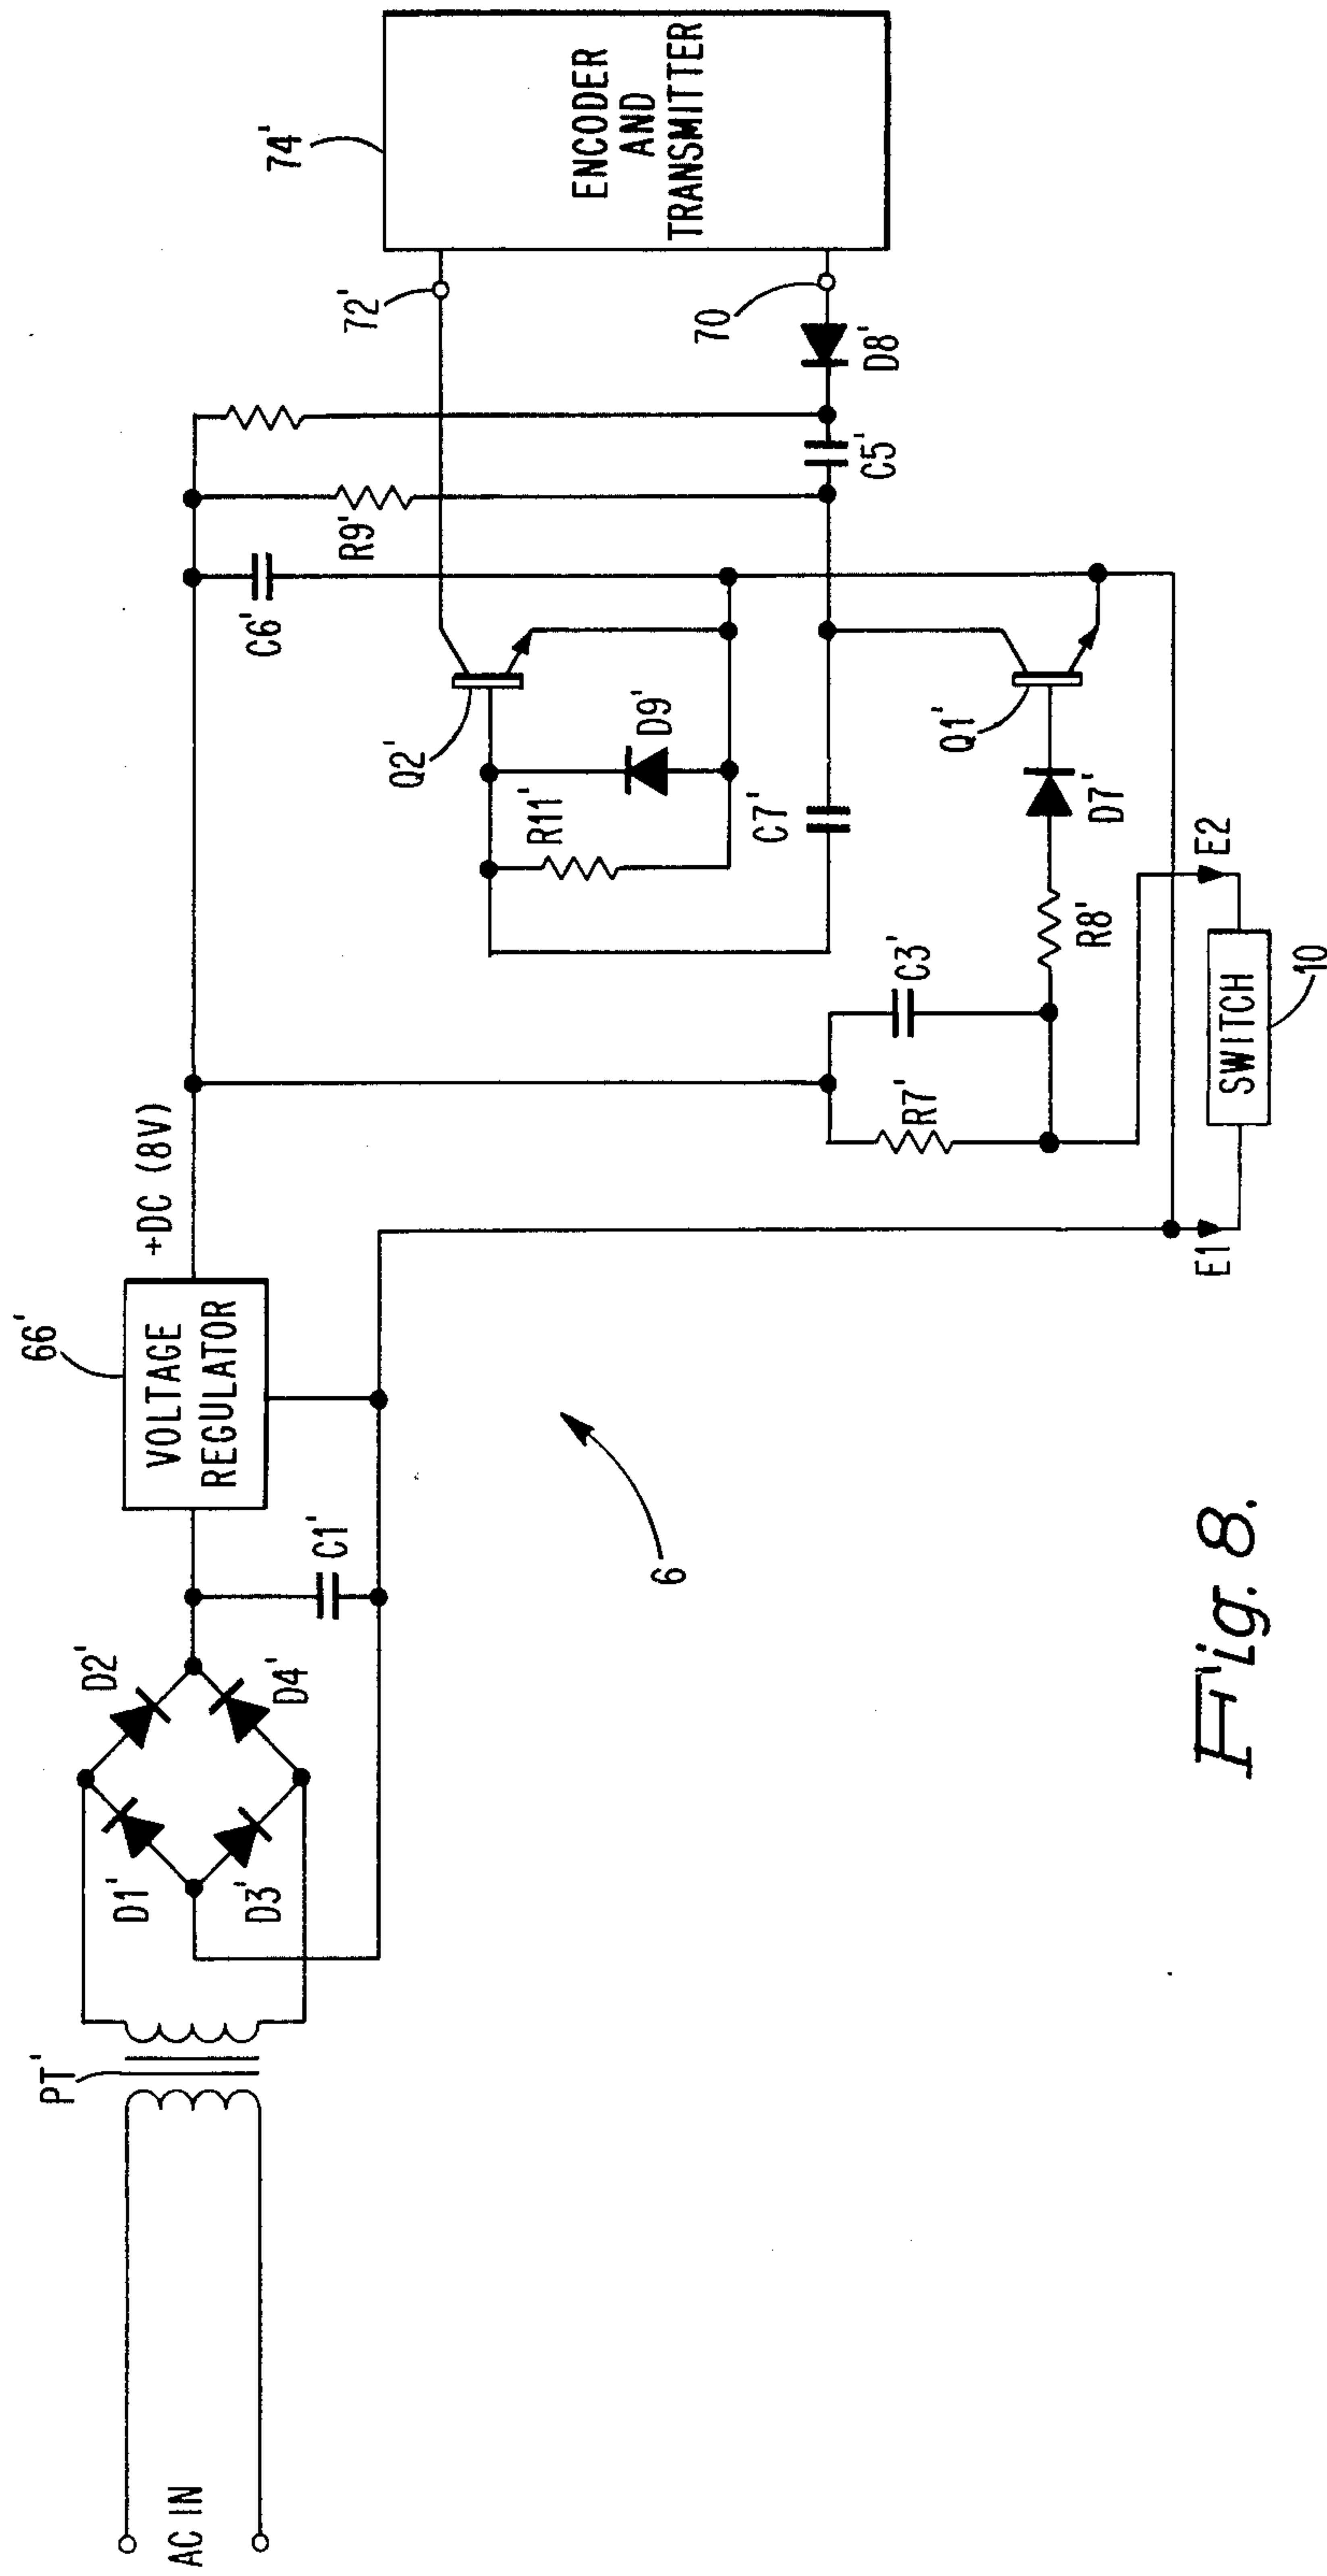 AC IN
PT'
D1'
D2'
D3'
D4'
C1'
66'
VOLTAGE
REGULATOR
+DC (8V)
6
C6'
R9'
Q2'
R11'
D9'
C7'
C5'
D8'
72'
70
74'
ENCODER
AND
TRANSMITTER
R7'
C3'
R8'
D7'
Q1'
E1
E2
SWITCH
10
Fig. 8.